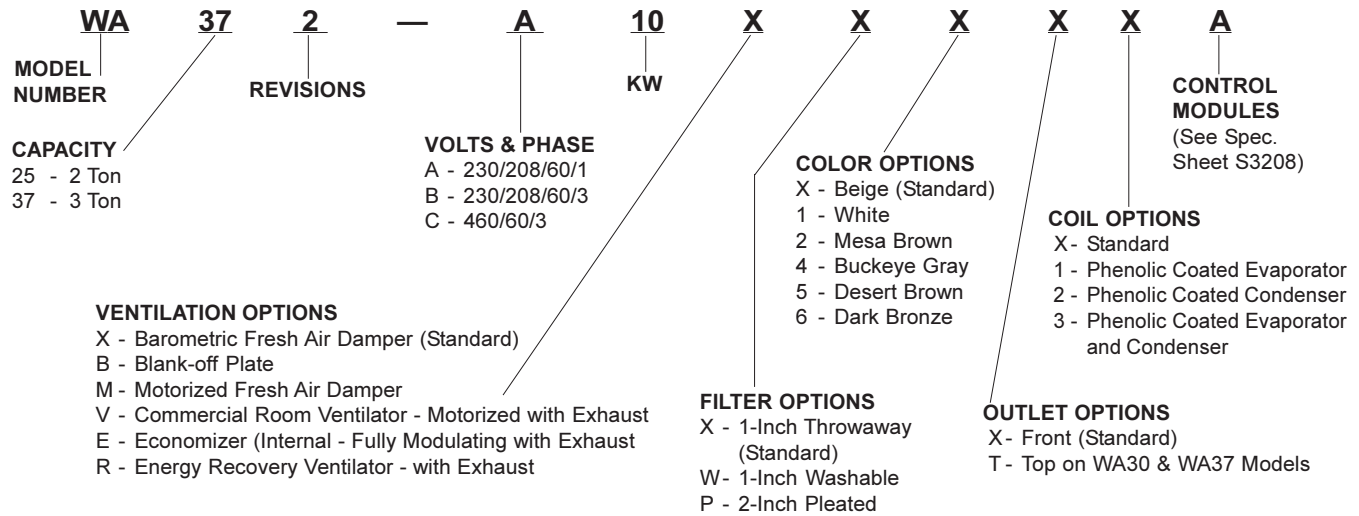 WA 37 2 — A 10 X X X X X A
MODEL
NUMBER
REVISIONS
KW
CONTROL
MODULES
(See Spec.
Sheet S3208)
CAPACITY
25 - 2 Ton
37 - 3 Ton
VOLTS & PHASE
A - 230/208/60/1
B - 230/208/60/3
C - 460/60/3
COLOR OPTIONS
X - Beige (Standard)
1 - White
2 - Mesa Brown
4 - Buckeye Gray
5 - Desert Brown
6 - Dark Bronze
COIL OPTIONS
X - Standard
1 - Phenolic Coated Evaporator
2 - Phenolic Coated Condenser
3 - Phenolic Coated Evaporator
and Condenser
VENTILATION OPTIONS
X - Barometric Fresh Air Damper (Standard)
B - Blank-off Plate
M - Motorized Fresh Air Damper
V - Commercial Room Ventilator - Motorized with Exhaust
E - Economizer (Internal - Fully Modulating with Exhaust
R - Energy Recovery Ventilator - with Exhaust
FILTER OPTIONS
X - 1-Inch Throwaway
(Standard)
W - 1-Inch Washable
P - 2-Inch Pleated
OUTLET OPTIONS
X - Front (Standard)
T - Top on WA30 & WA37 Models